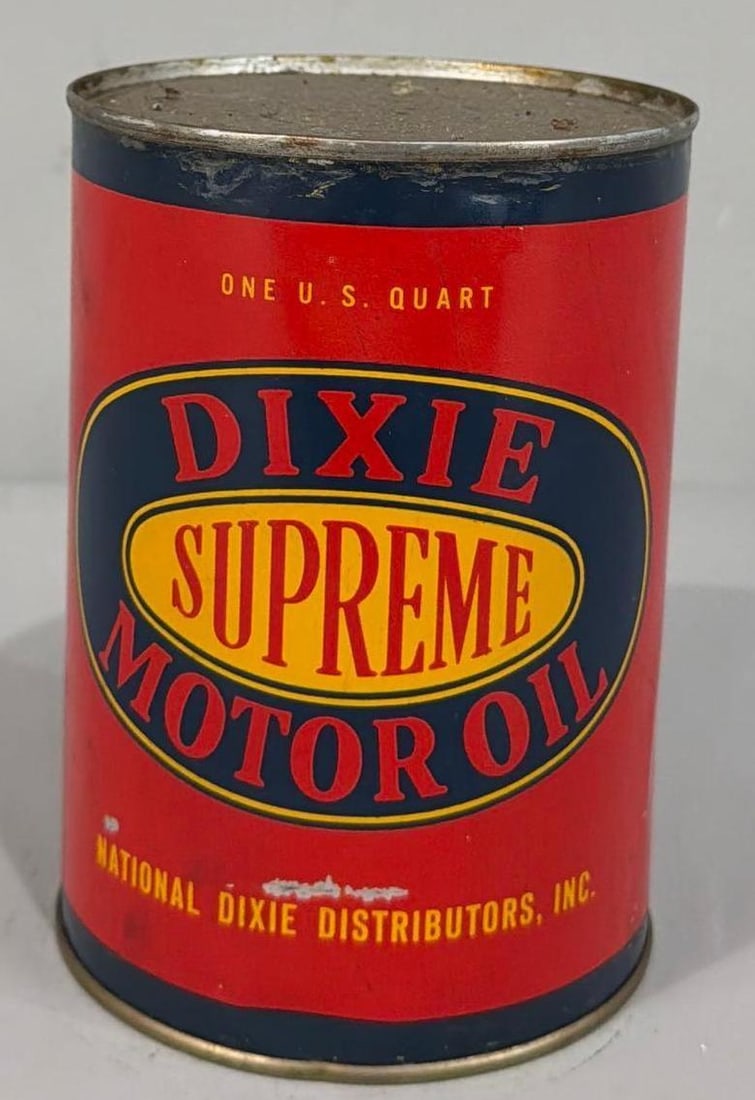 ONE U. S. QUART
DIXIE
SUPREME
MOTOR OIL
NATIONAL DIXIE DISTRIBUTORS, INC.